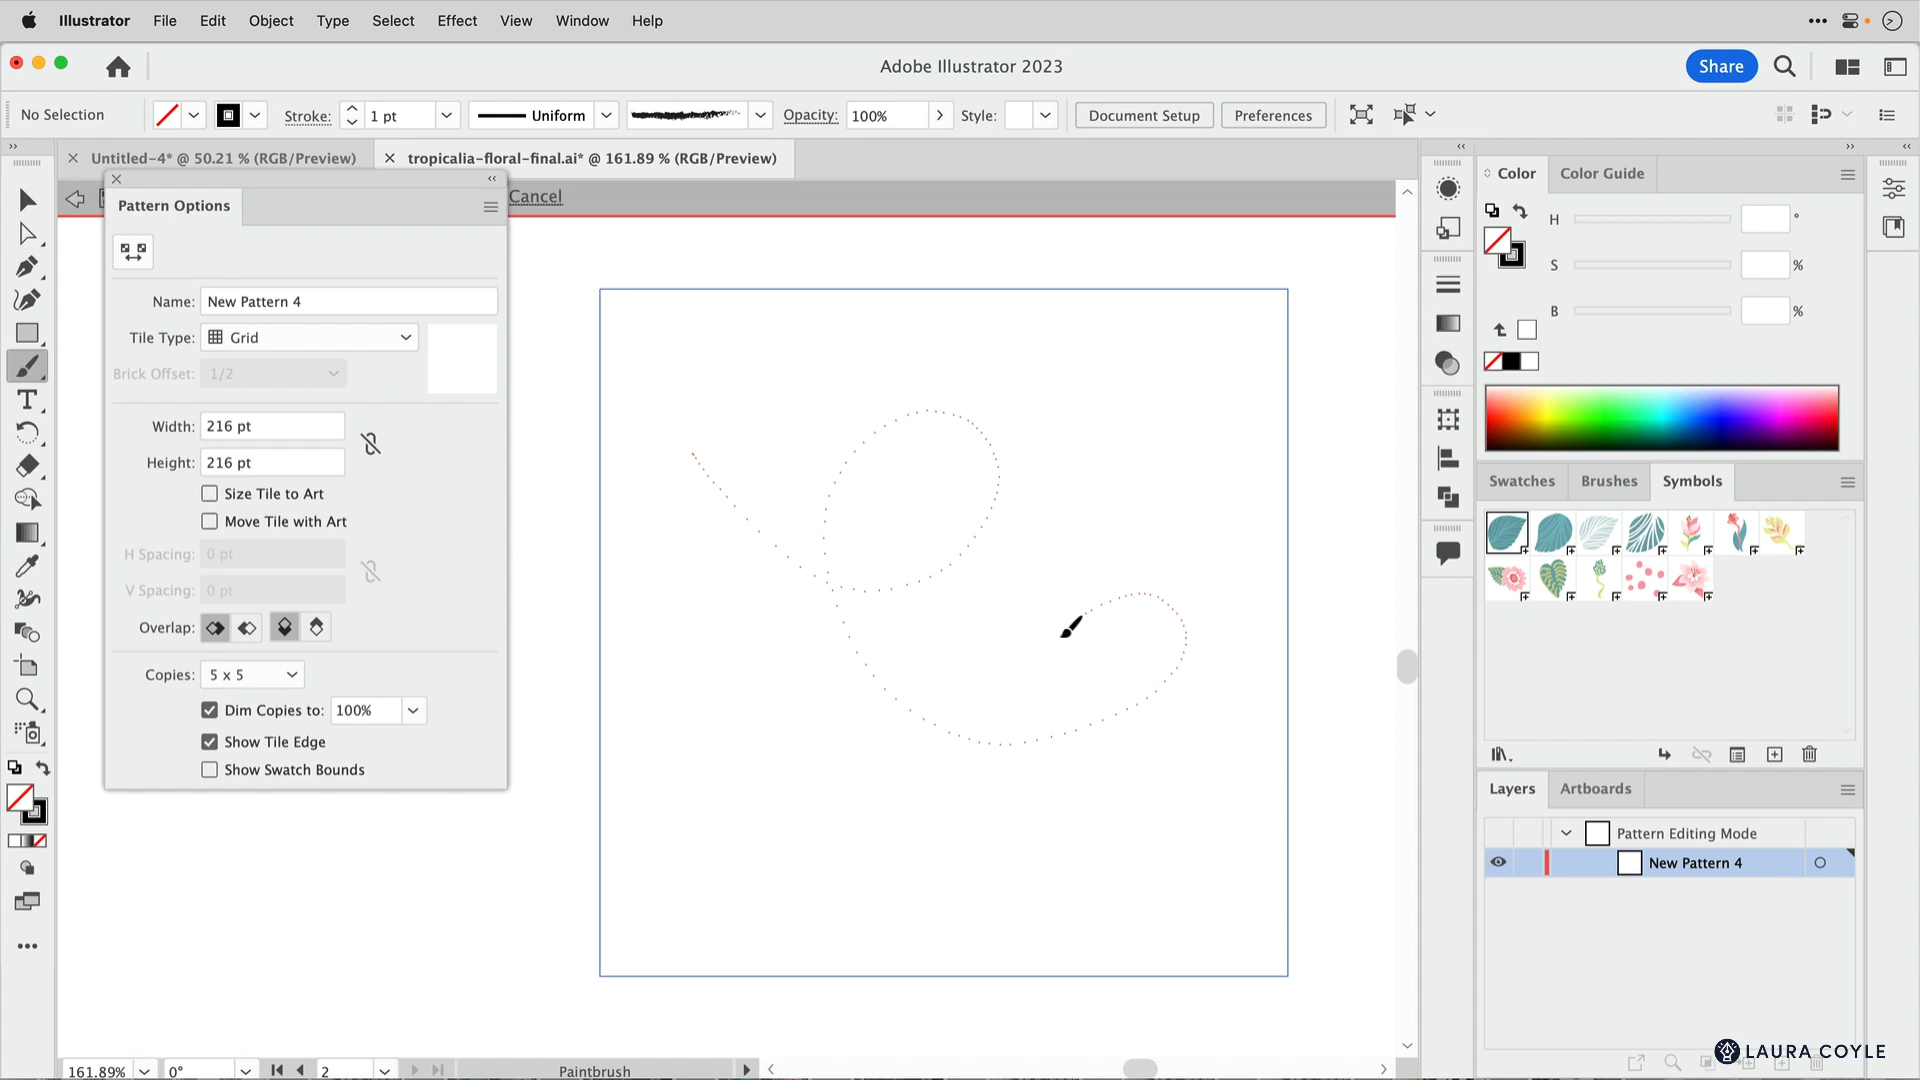 Illustrator File Edit Object Type Select Effect View Window Help
Adobe Illustrator 2023
Share
No Selection
Stroke:
1 pt
Uniform
Opacity:
100%
Style:
Document Setup
Preferences
Untitled-4* @ 50.21 % (RGB/Preview)
tropicalia-floral-final.ai* @ 161.89 % (RGB/Preview)
Cancel
Pattern Options
Name: New Pattern 4
Tile Type: Grid
Brick Offset: 1/2
Width: 216 pt
Height: 216 pt
Size Tile to Art
Move Tile with Art
H Spacing: 0 pt
V Spacing: 0 pt
Overlap:
Copies: 5 x 5
Dim Copies to: 100%
Show Tile Edge
Show Swatch Bounds
Color
Color Guide
H °
S %
B %
Swatches
Brushes
Symbols
Layers
Artboards
Pattern Editing Mode
New Pattern 4
161.89%
0°
2
Paintbrush
LAURA COYLE